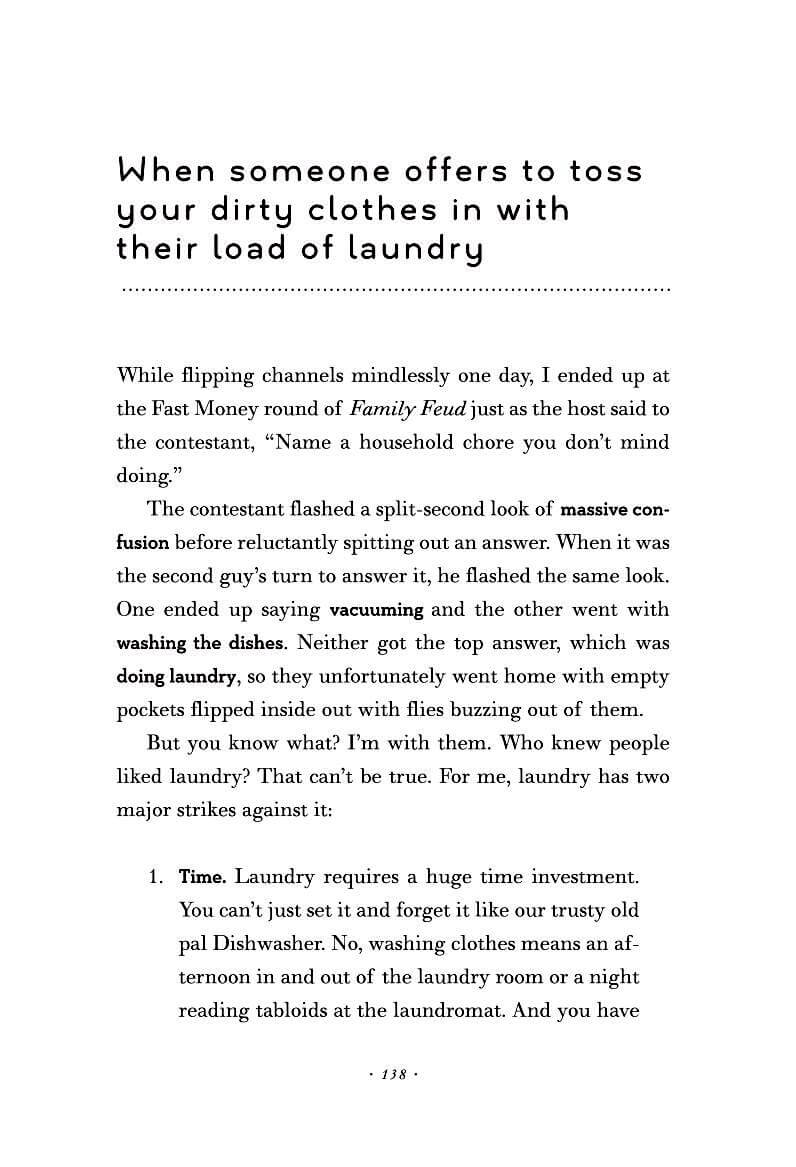 When someone offers to toss
your dirty clothes in with
their load of laundry
While flipping channels mindlessly one day, I ended up at
the Fast Money round of Family Feud just as the host said to
the contestant, “Name a household chore you don’t mind
doing.”
The contestant flashed a split-second look of massive con-
fusion before reluctantly spitting out an answer. When it was
the second guy’s turn to answer it, he flashed the same look.
One ended up saying vacuuming and the other went with
washing the dishes. Neither got the top answer, which was
doing laundry, so they unfortunately went home with empty
pockets flipped inside out with flies buzzing out of them.
But you know what? I’m with them. Who knew people
liked laundry? That can’t be true. For me, laundry has two
major strikes against it:
1. Time. Laundry requires a huge time investment.
You can’t just set it and forget it like our trusty old
pal Dishwasher. No, washing clothes means an af-
ternoon in and out of the laundry room or a night
reading tabloids at the laundromat. And you have
· 138 ·